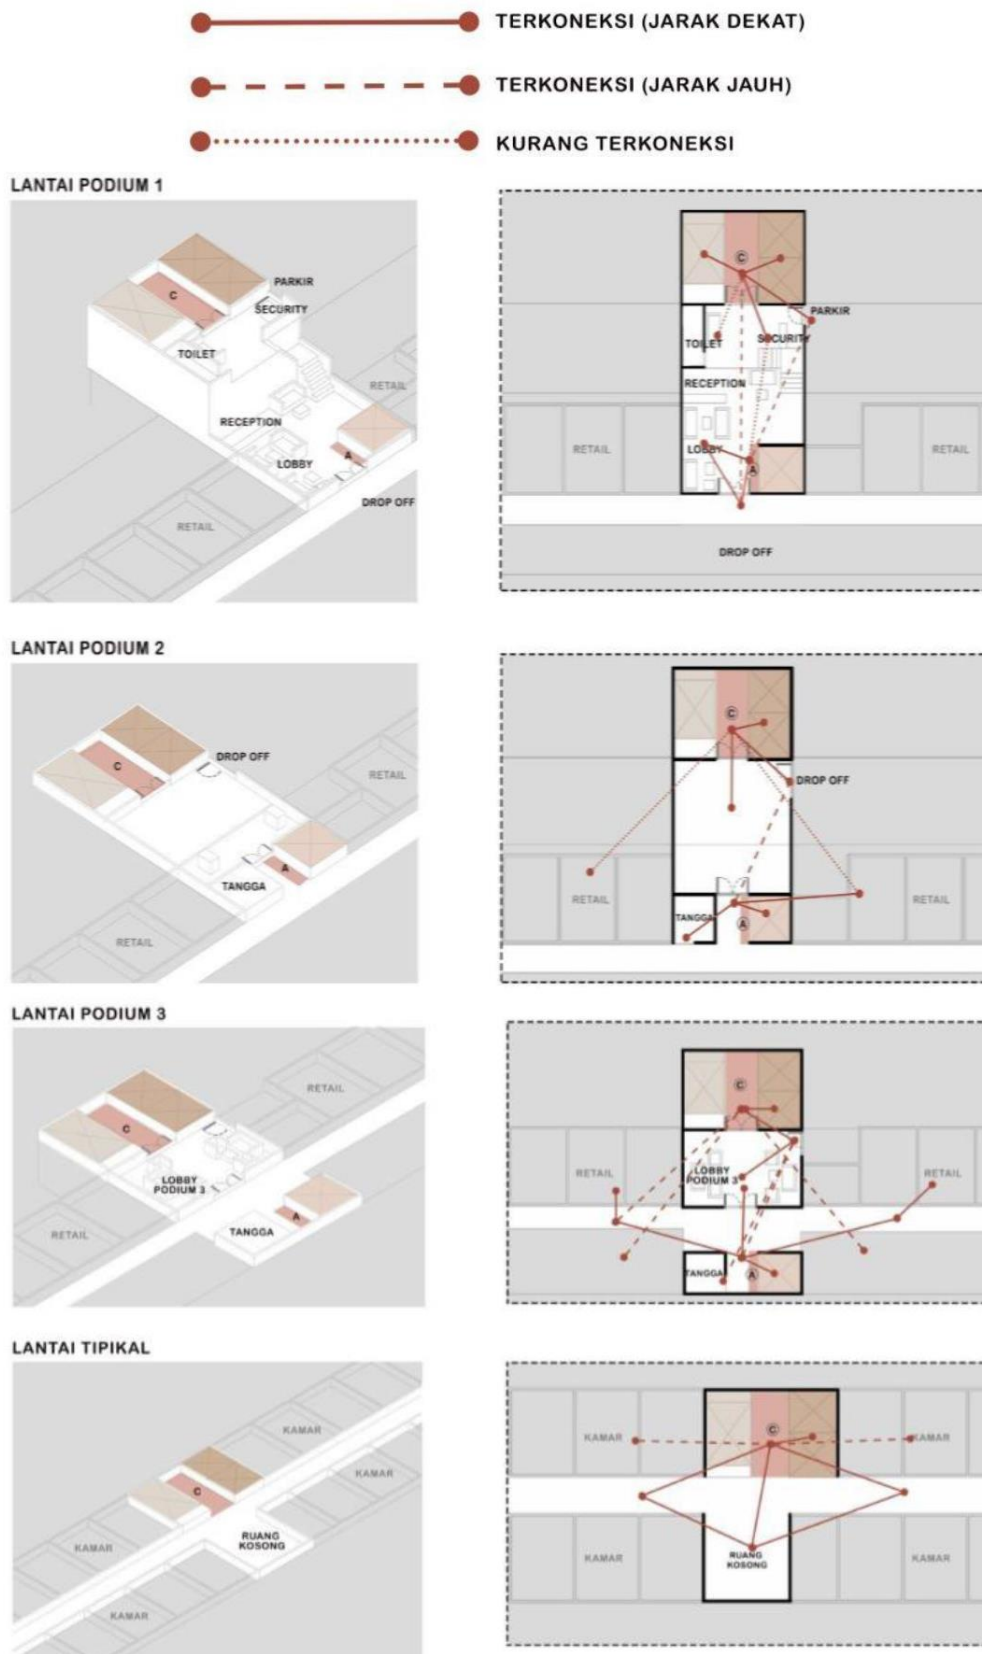 TERKONEKSI (JARAK DEKAT)
TERKONEKSI (JARAK JAUH)
KURANG TERKONEKSI
LANTAI PODIUM 1
C
PARKIR
SECURITY
TOILET
RETAIL
RECEPTION
LOBBY
A
DROP OFF
RETAIL
C
PARKIR
TOILET
SECURITY
RECEPTION
RETAIL
LOBBY
RETAIL
A
DROP OFF
LANTAI PODIUM 2
C
DROP OFF
RETAIL
A
TANGGA
RETAIL
C
DROP OFF
RETAIL
RETAIL
TANGGA
A
LANTAI PODIUM 3
RETAIL
C
LOBBY
PODIUM 3
A
TANGGA
RETAIL
C
RETAIL
LOBBY
PODIUM 3
RETAIL
TANGGA
A
LANTAI TIPIKAL
KAMAR
KAMAR
C
RUANG
KOSONG
KAMAR
KAMAR
C
KAMAR
KAMAR
KAMAR
RUANG
KOSONG
KAMAR